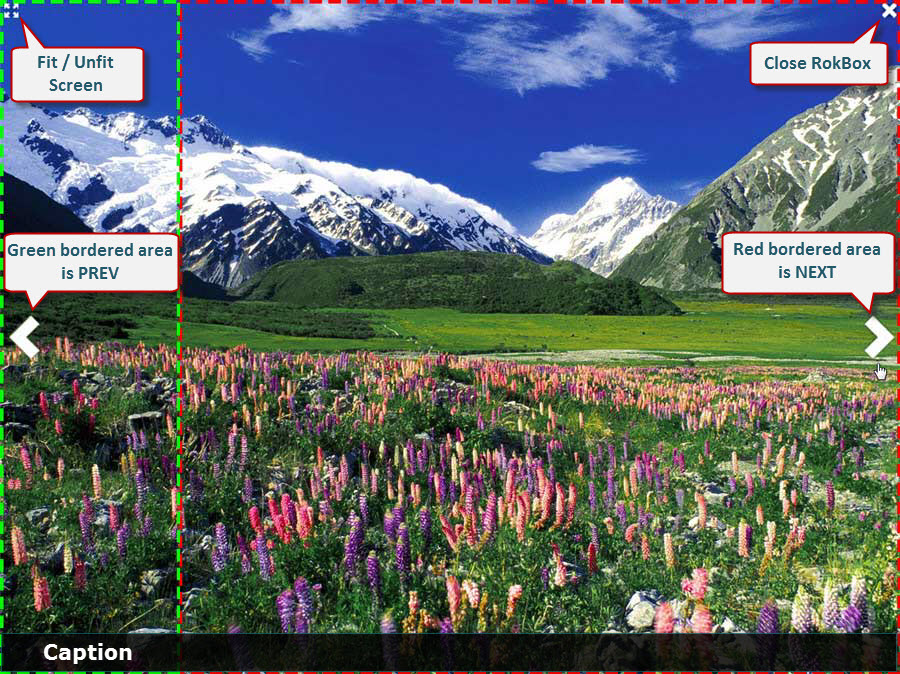 Fit / Unfit
Screen
Close RokBox
Green bordered area
is PREV
Red bordered area
is NEXT
Caption